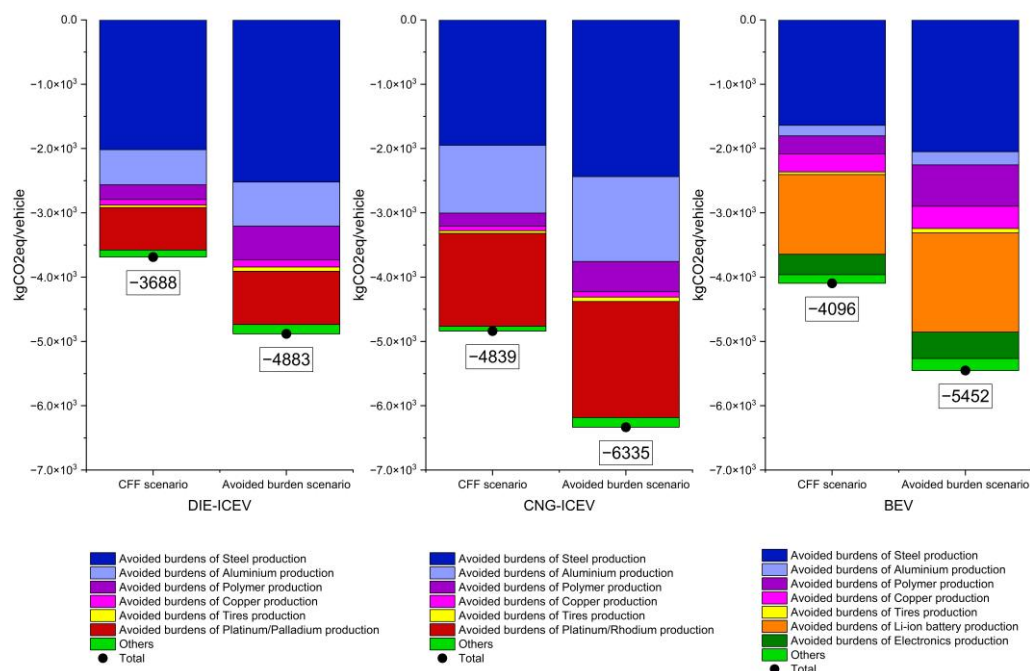 kgCO2eq/vehicle
0.0
−1.0×10³
−2.0×10³
−3.0×10³
−4.0×10³
−5.0×10³
−6.0×10³
−7.0×10³
−3688
−4883
CFF scenario
Avoided burden scenario
DIE-ICEV
Avoided burdens of Steel production
Avoided burdens of Aluminium production
Avoided burdens of Polymer production
Avoided burdens of Copper production
Avoided burdens of Tires production
Avoided burdens of Platinum/Palladium production
Others
Total
kgCO2eq/vehicle
0.0
−1.0×10³
−2.0×10³
−3.0×10³
−4.0×10³
−5.0×10³
−6.0×10³
−7.0×10³
−4839
−6335
CFF scenario
Avoided burden scenario
CNG-ICEV
Avoided burdens of Steel production
Avoided burdens of Aluminium production
Avoided burdens of Polymer production
Avoided burdens of Copper production
Avoided burdens of Tires production
Avoided burdens of Platinum/Rhodium production
Others
Total
kgCO2eq/vehicle
0.0
−1.0×10³
−2.0×10³
−3.0×10³
−4.0×10³
−5.0×10³
−6.0×10³
−7.0×10³
−4096
−5452
CFF scenario
Avoided burden scenario
BEV
Avoided burdens of Steel production
Avoided burdens of Aluminium production
Avoided burdens of Polymer production
Avoided burdens of Copper production
Avoided burdens of Tires production
Avoided burdens of Li-ion battery production
Avoided burdens of Electronics production
Others
Total